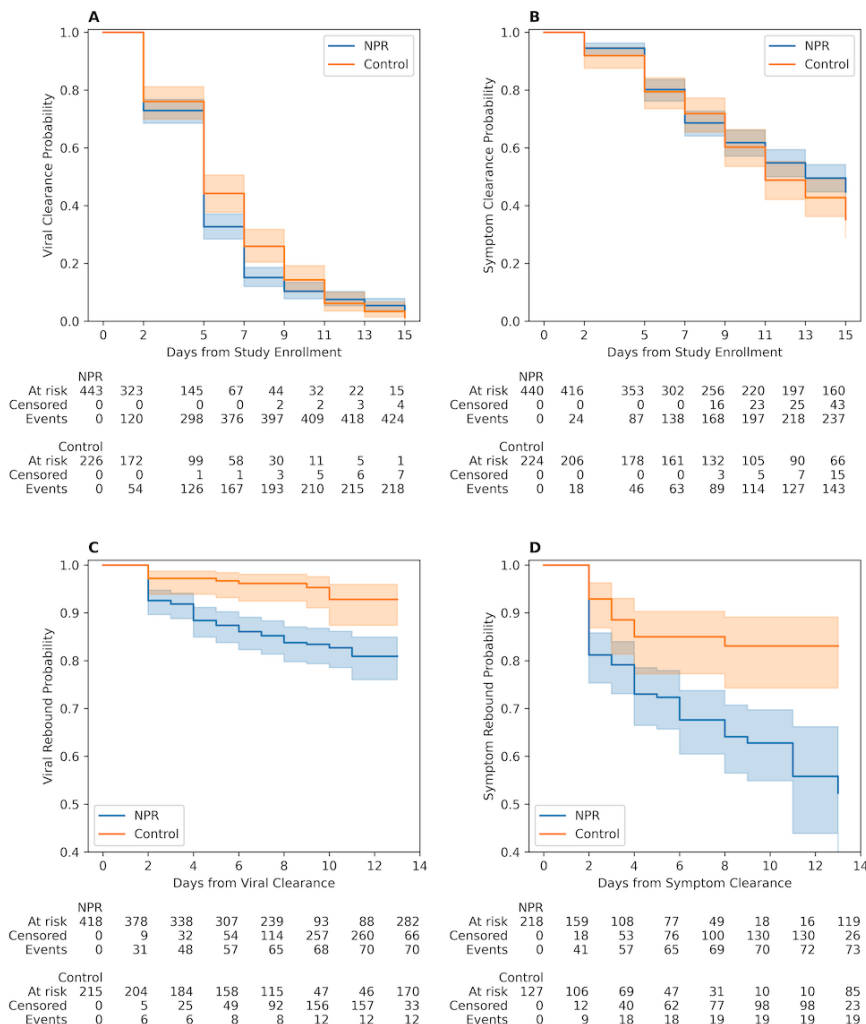 A
1.0
0.8
0.6
0.4
0.2
0.0
Viral Clearance Probability
NPR
Control
0 2 5 7 9 11 13 15
Days from Study Enrollment
NPR
At risk 443 323 145 67 44 32 22 15
Censored 0 0 0 0 2 2 3 4
Events 0 120 298 376 397 409 418 424
Control
At risk 226 172 99 58 30 11 5 1
Censored 0 0 1 1 3 5 6 7
Events 0 54 126 167 193 210 215 218
B
1.0
0.8
0.6
0.4
0.2
0.0
Symptom Clearance Probability
NPR
Control
0 2 5 7 9 11 13 15
Days from Study Enrollment
NPR
At risk 440 416 353 302 256 220 197 160
Censored 0 0 0 0 16 23 25 43
Events 0 24 87 138 168 197 218 237
Control
At risk 224 206 178 161 132 105 90 66
Censored 0 0 0 0 3 5 7 15
Events 0 18 46 63 89 114 127 143
C
1.0
0.9
0.8
0.7
0.6
0.5
0.4
Viral Rebound Probability
NPR
Control
0 2 4 6 8 10 12 14
Days from Viral Clearance
NPR
At risk 418 378 338 307 239 93 88 282
Censored 0 9 32 54 114 257 260 66
Events 0 31 48 57 65 68 70 70
Control
At risk 215 204 184 158 115 47 46 170
Censored 0 5 25 49 92 156 157 33
Events 0 6 6 8 8 12 12 12
D
1.0
0.9
0.8
0.7
0.6
0.5
0.4
Symptom Rebound Probability
NPR
Control
0 2 4 6 8 10 12 14
Days from Symptom Clearance
NPR
At risk 218 159 108 77 49 18 16 119
Censored 0 18 53 76 100 130 130 26
Events 0 41 57 65 69 70 72 73
Control
At risk 127 106 69 47 31 10 10 85
Censored 0 12 40 62 77 98 98 23
Events 0 9 18 18 19 19 19 19